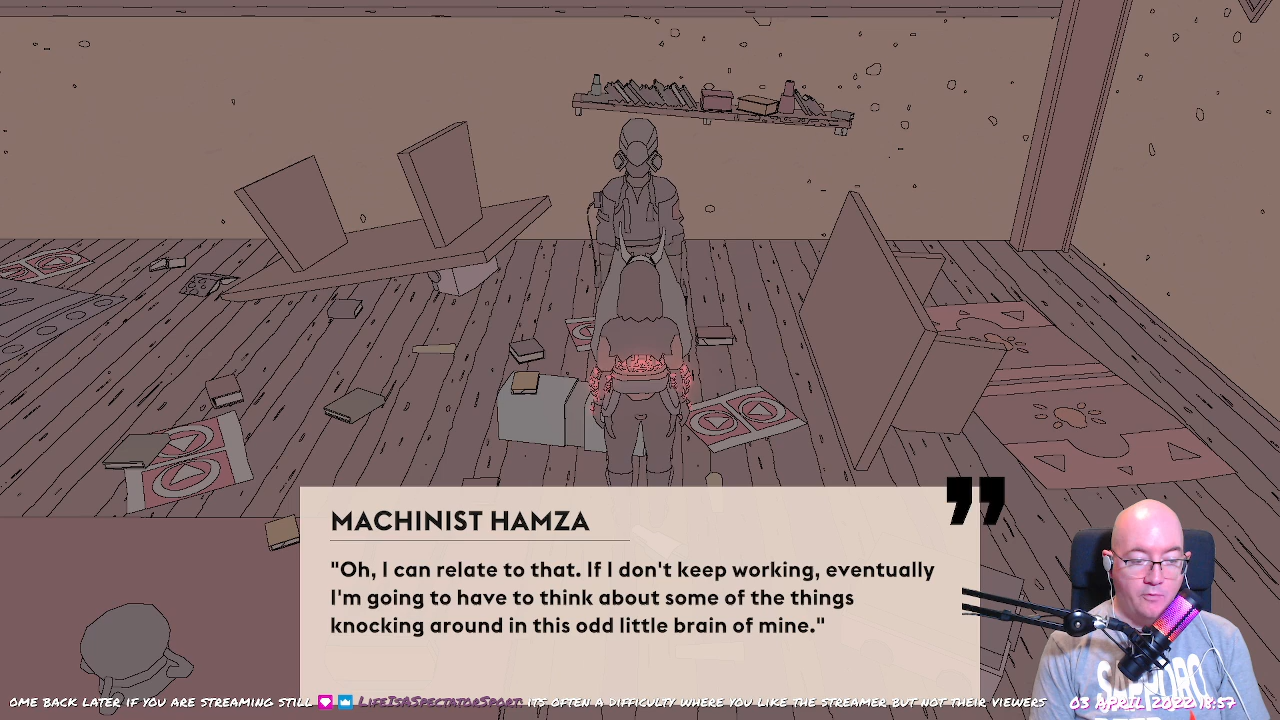 MACHINIST HAMZA
"Oh, I can relate to that. If I don't keep working, eventually
I'm going to have to think about some of the things
knocking around in this odd little brain of mine."
SAPPORO
OME BACK LATER IF YOU ARE STREAMING STILL LifeIsASpectatorSport: ITS OFTEN A DIFFICULTY WHERE YOU LIKE THE STREAMER BUT NOT THEIR VIEWERS 03 APRIL 2022 18:57